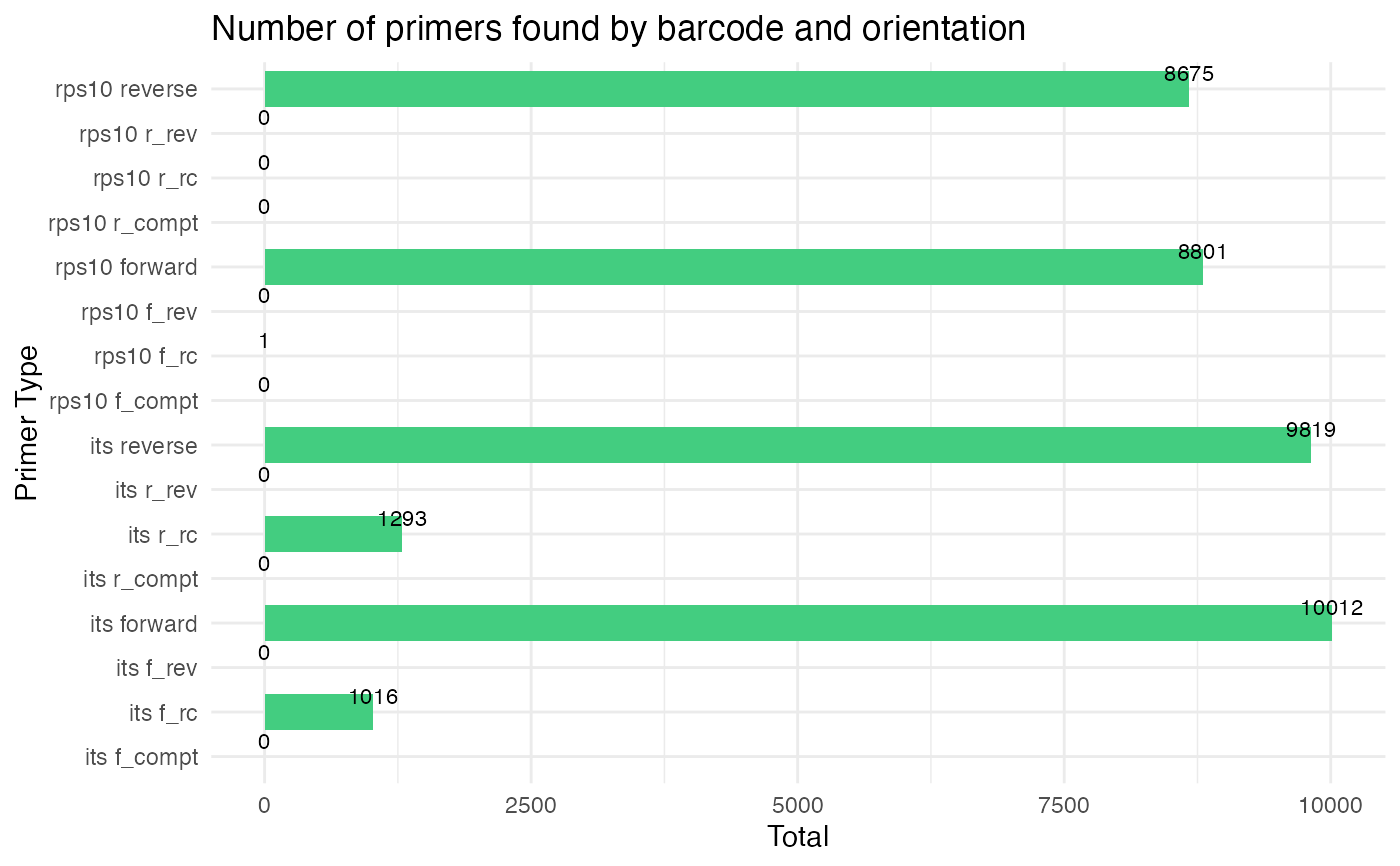 Number of primers found by barcode and orientation
Primer Type
rps10 reverse 8675
rps10 r_rev 0
rps10 r_rc 0
rps10 r_compt 0
rps10 forward 8801
rps10 f_rev 0
rps10 f_rc 1
rps10 f_compt 0
its reverse 9819
its r_rev 0
its r_rc 1293
its r_compt 0
its forward 10012
its f_rev 0
its f_rc 1016
its f_compt 0
0 2500 5000 7500 10000
Total